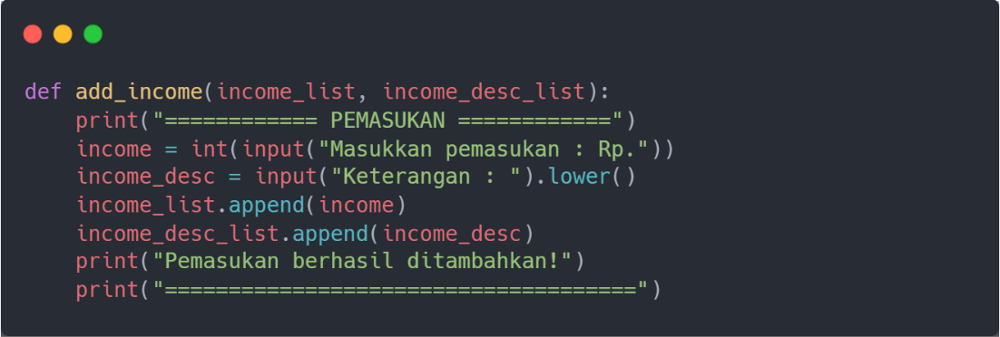 def add_income(income_list, income_desc_list):
    print("============ PEMASUKAN ============")
    income = int(input("Masukkan pemasukan : Rp."))
    income_desc = input("Keterangan : ").lower()
    income_list.append(income)
    income_desc_list.append(income_desc)
    print("Pemasukan berhasil ditambahkan!")
    print("=====================================")